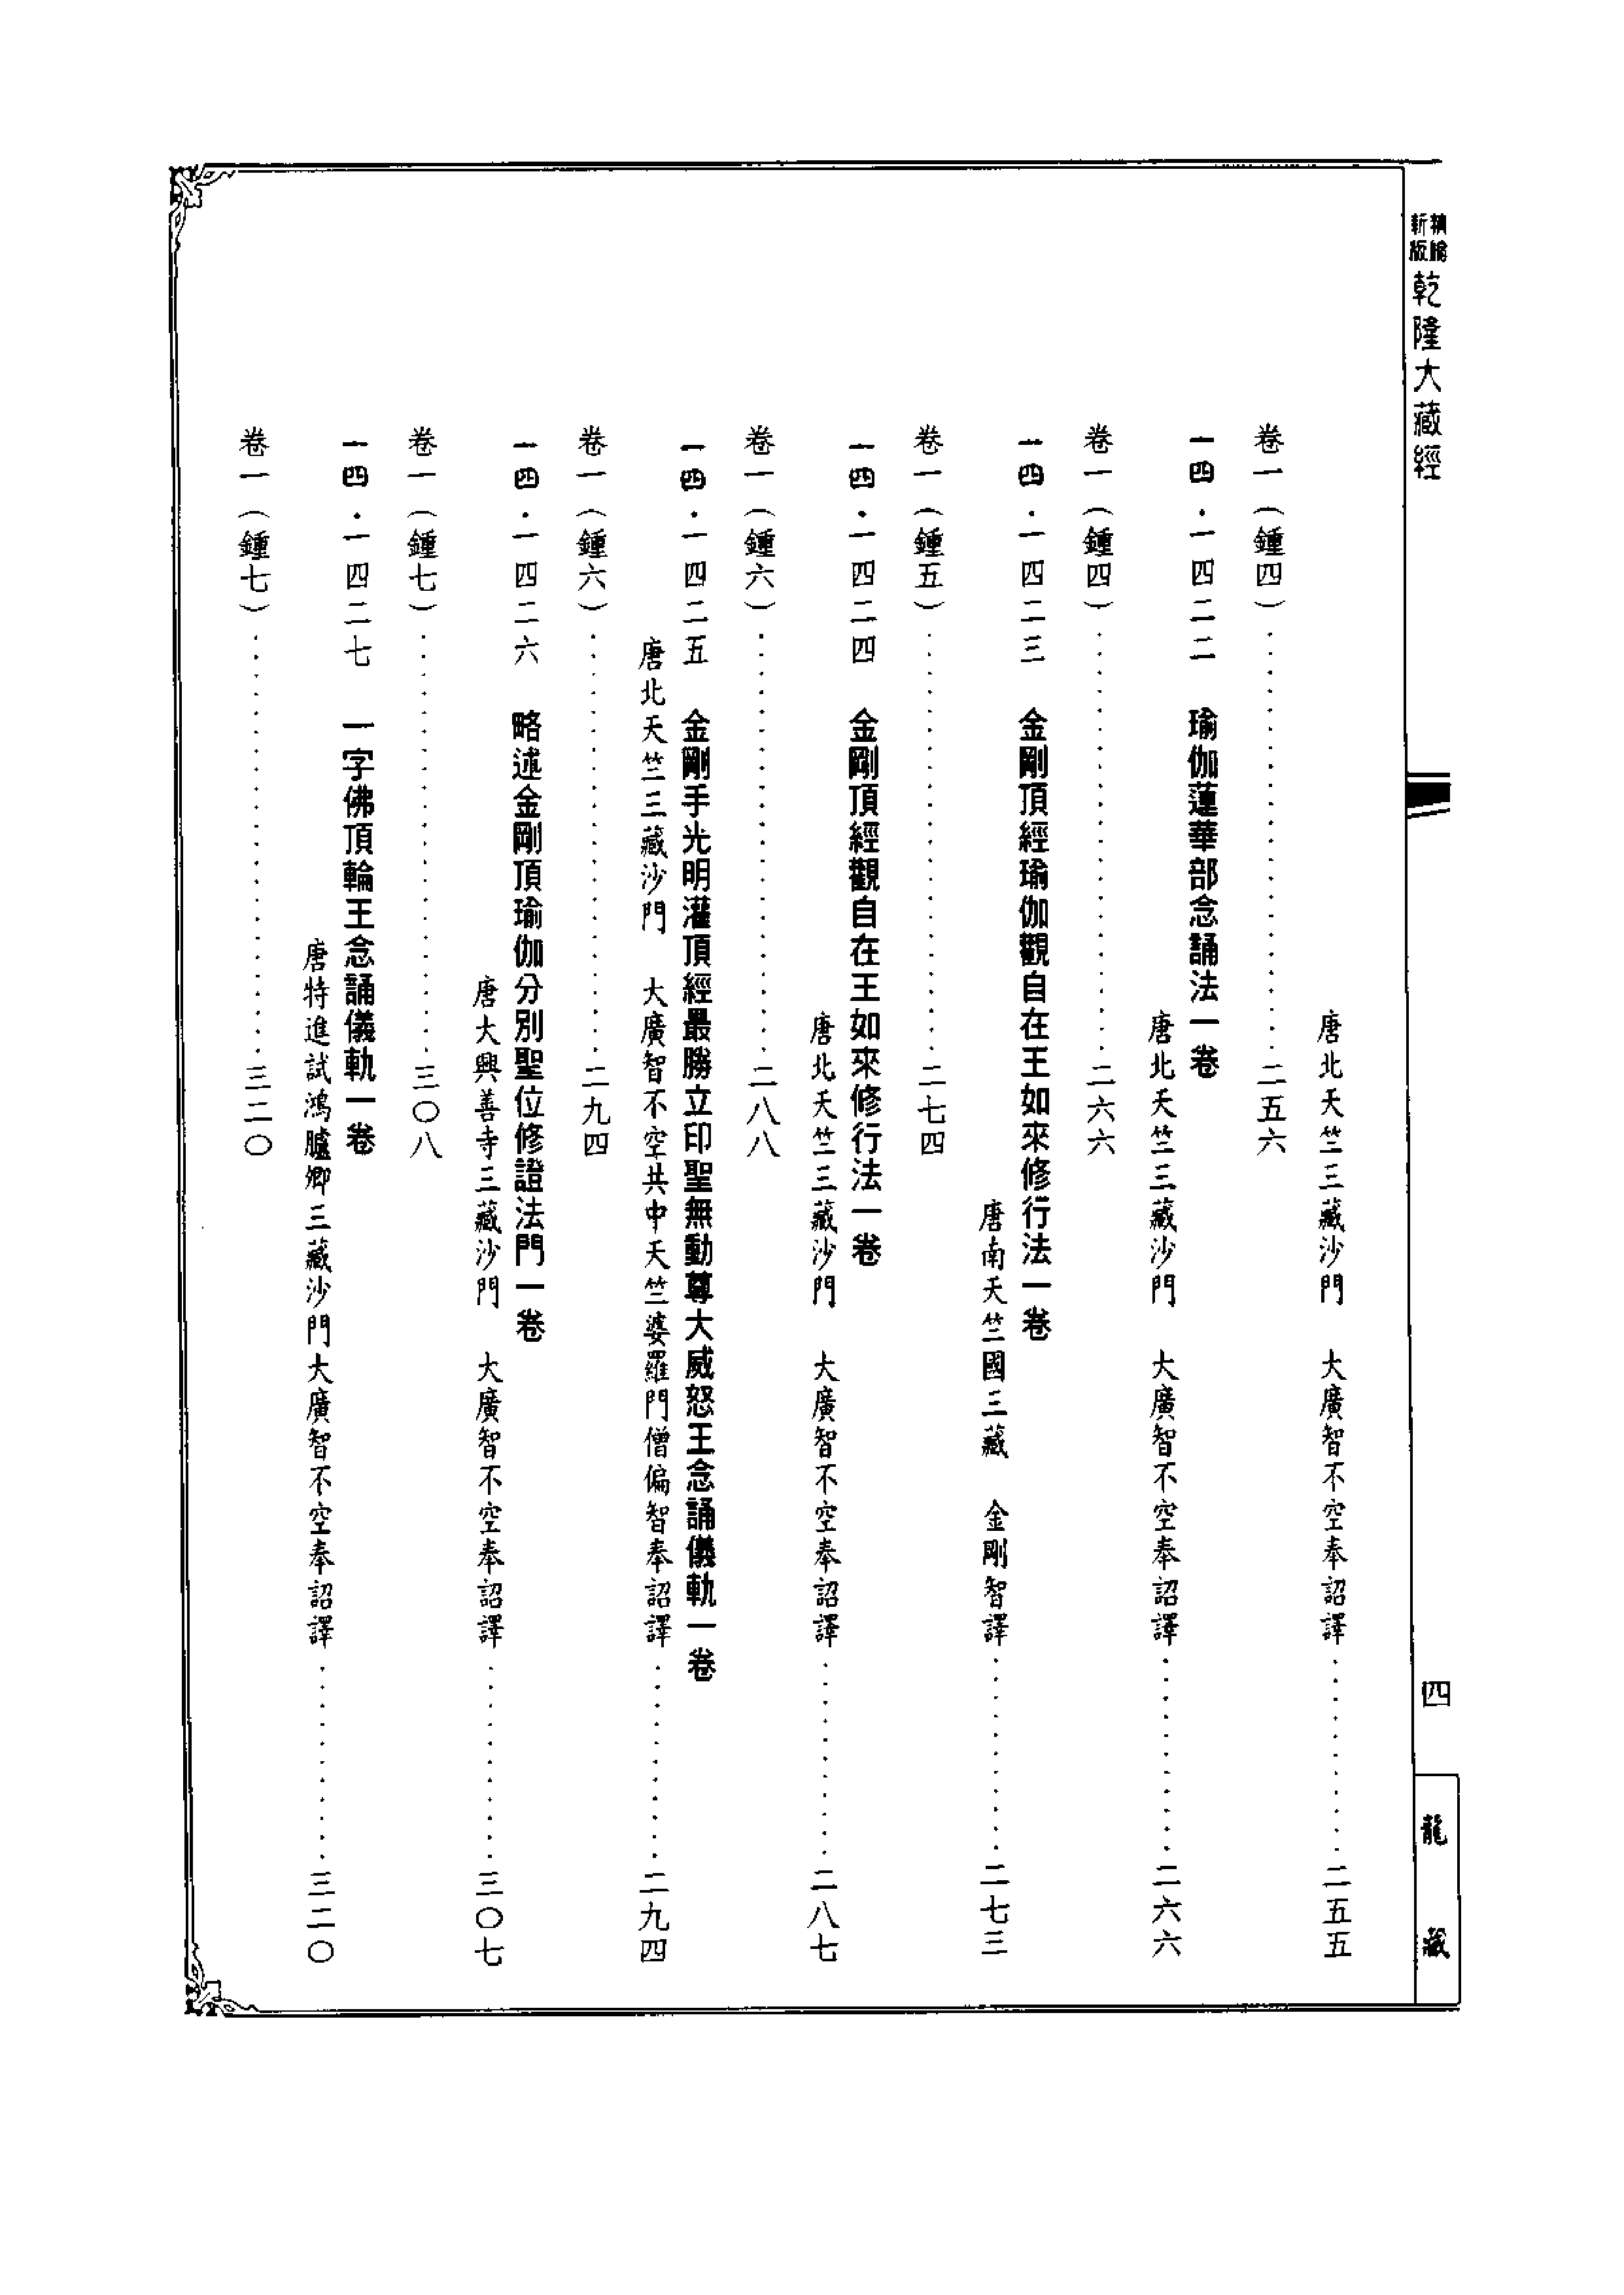 新版
精縮
乾隆大藏經
四
龍藏
唐北天竺三藏沙門　大廣智不空奉詔譯・・・・・・・・・・・二五五
卷一（鍾四）・・・・・・・・・・・・・・・・・・・・・・・二五六
一四・一四二二　瑜伽蓮華部念誦法一卷
唐北天竺三藏沙門　大廣智不空奉詔譯・・・・・・・・・・・二六六
卷一（鍾四）・・・・・・・・・・・・・・・・・・・・・・・二六六
一四・一四二三　金剛頂經瑜伽觀自在王如來修行法一卷
唐南天竺國三藏　金剛智譯・・・・・・・・・・・二七三
卷一（鍾五）・・・・・・・・・・・・・・・・・・・・・・・二七四
一四・一四二四　金剛頂經觀自在王如來修行法一卷
唐北天竺三藏沙門　大廣智不空奉詔譯・・・・・・・・・・・二八七
卷一（鍾六）・・・・・・・・・・・・・・・・・・・・・・・二八八
一四・一四二五　金剛手光明灌頂經最勝立印聖無動尊大威怒王念誦儀軌一卷
唐北天竺三藏沙門　大廣智不空共中天竺婆羅門僧偏智奉詔譯・・・・・・・・・・・二九四
卷一（鍾六）・・・・・・・・・・・・・・・・・・・・・・・二九四
一四・一四二六　略述金剛頂瑜伽分別聖位修證法門一卷
唐大興善寺三藏沙門　大廣智不空奉詔譯・・・・・・・・・・・三〇七
卷一（鍾七）・・・・・・・・・・・・・・・・・・・・・・・三〇八
一四・一四二七　一字佛頂輪王念誦儀軌一卷
唐特進試鴻臚卿三藏沙門大廣智不空奉詔譯・・・・・・・・・・・三二〇
卷一（鍾七）・・・・・・・・・・・・・・・・・・・・・・・三二〇